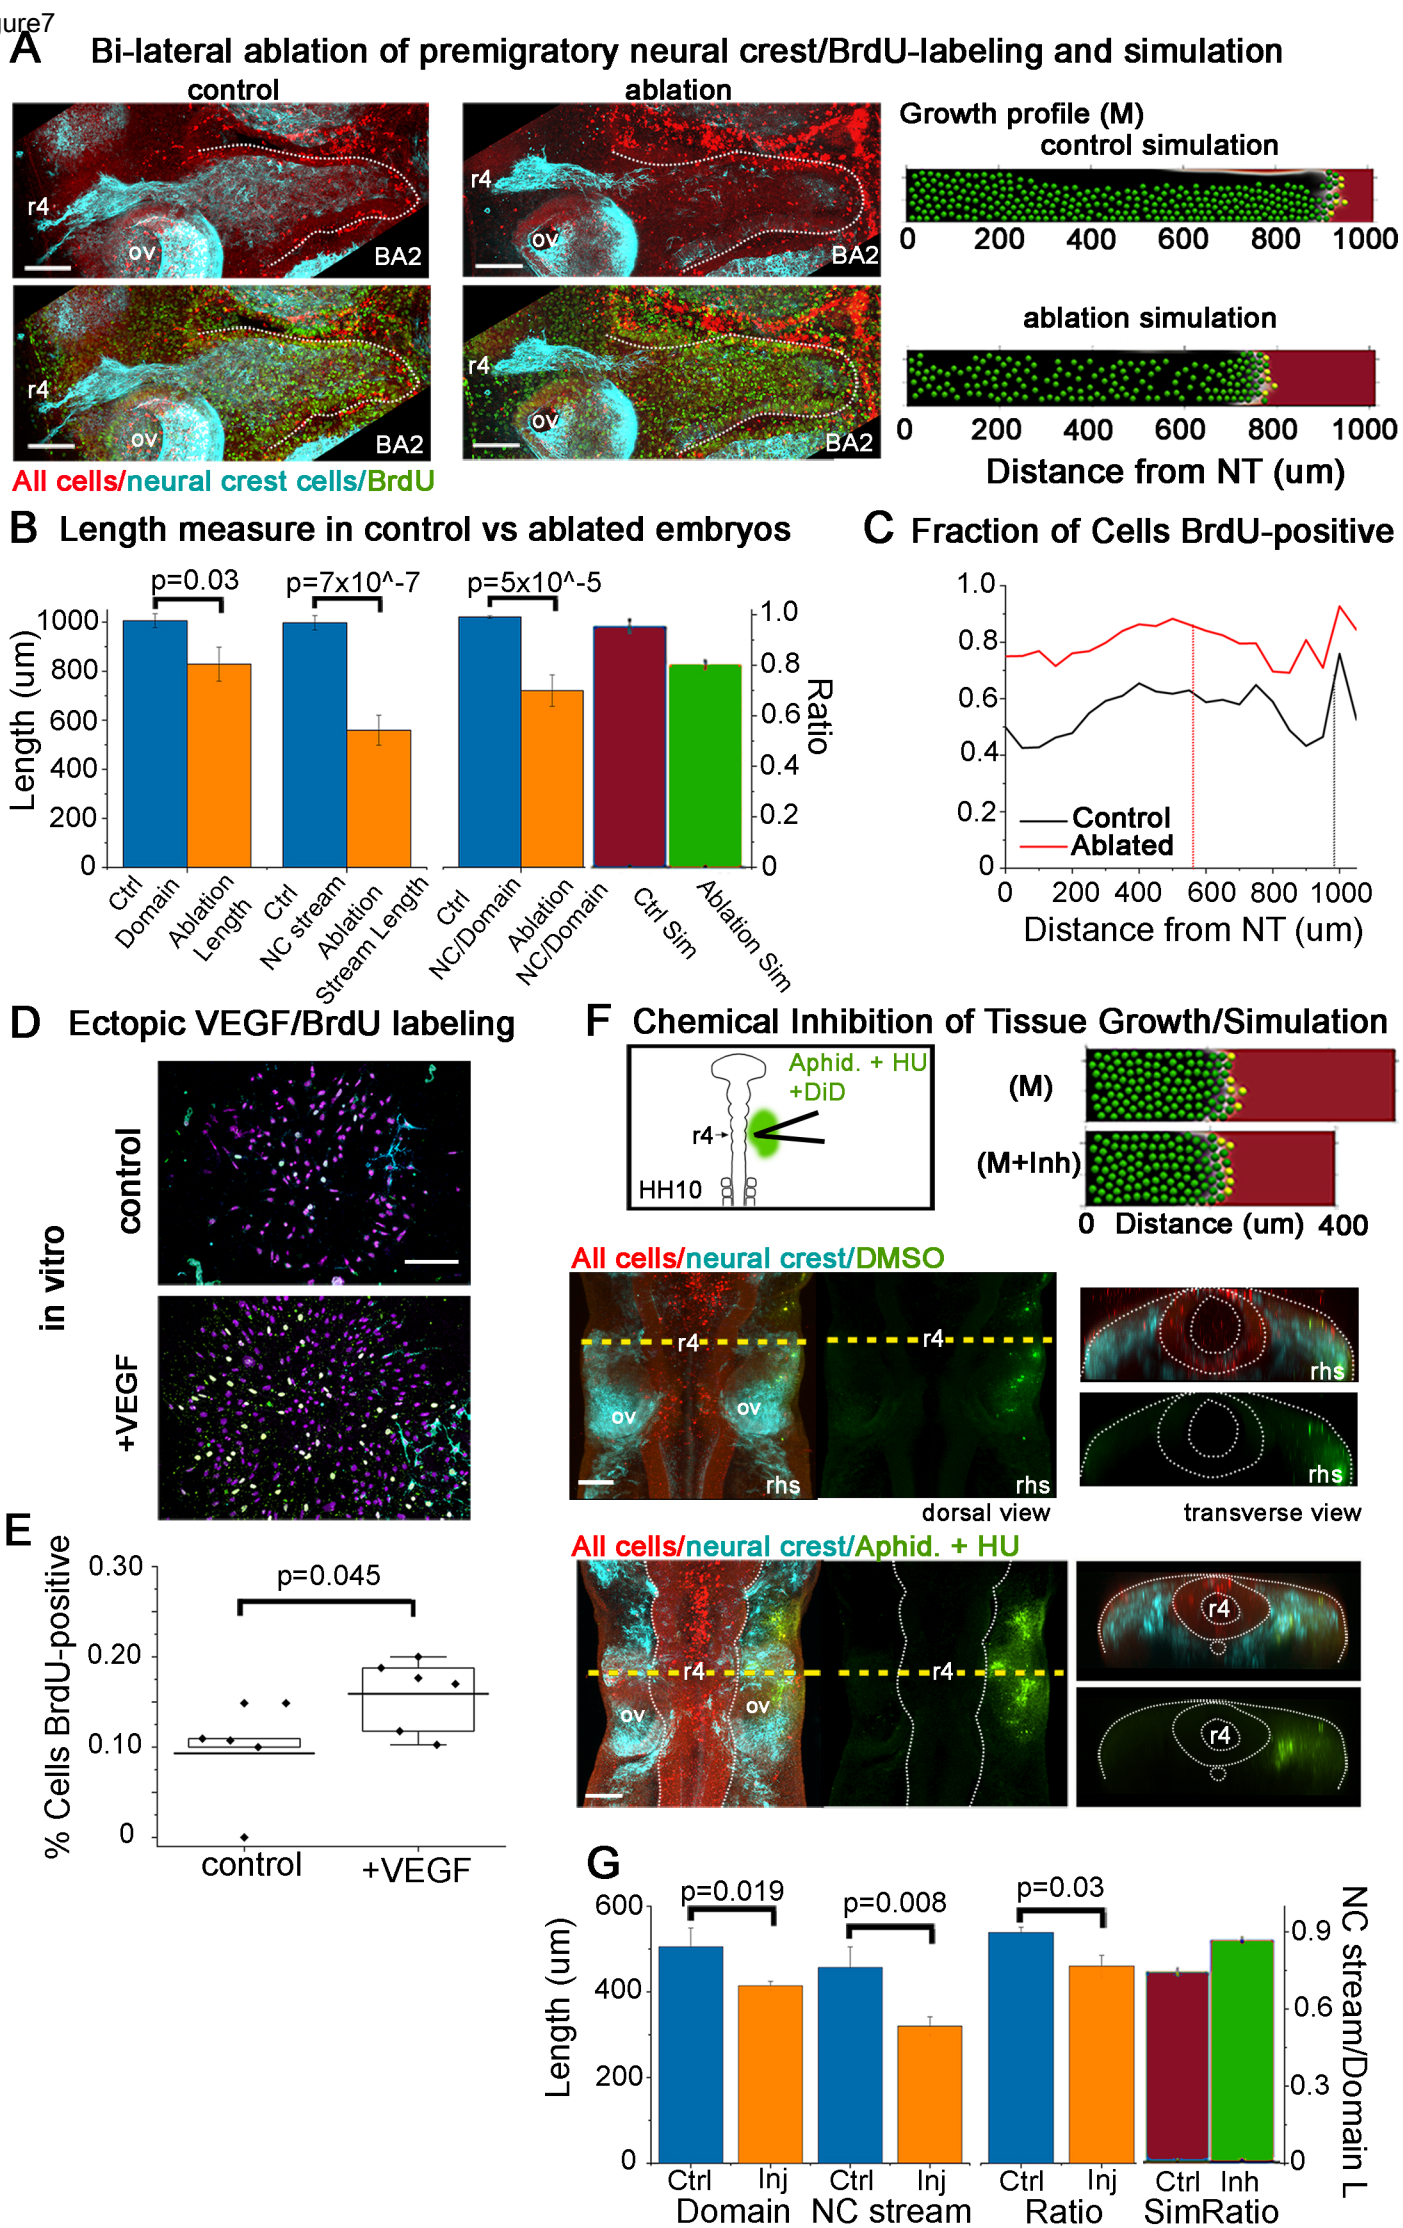 gure7
A Bi-lateral ablation of premigratory neural crest/BrdU-labeling and simulation
control
ablation
r4
ov
BA2
r4
ov
BA2
r4
ov
BA2
r4
ov
BA2
All cells/neural crest cells/BrdU
Growth profile (M)
control simulation
0 200 400 600 800 1000
ablation simulation
0 200 400 600 800 1000
Distance from NT (um)
B Length measure in control vs ablated embryos
p=0.03
p=7x10^-7
p=5x10^-5
Length (um)
1000
800
600
400
200
0
1.0
0.8
0.6
0.4
0.2
0
Ratio
Ctrl
Domain
Ablation
Length
Ctrl
NC stream
Ablation
Stream Length
Ctrl
NC/Domain
Ablation
NC/Domain
Ctrl Sim
Ablation Sim
C Fraction of Cells BrdU-positive
1.0
0.8
0.6
0.4
0.2
0
Control
Ablated
0 200 400 600 800 1000
Distance from NT (um)
D Ectopic VEGF/BrdU labeling
in vitro
control
+VEGF
E
% Cells BrdU-positive
0.30
0.20
0.10
0
p=0.045
control
+VEGF
F Chemical Inhibition of Tissue Growth/Simulation
Aphid. + HU
+DiD
r4
HH10
(M)
(M+Inh)
0 Distance (um) 400
All cells/neural crest/DMSO
r4
ov
ov
rhs
r4
rhs
dorsal view
rhs
rhs
transverse view
All cells/neural crest/Aphid. + HU
r4
ov
ov
r4
r4
r4
G
Length (um)
600
400
200
0
p=0.019
p=0.008
p=0.03
0.9
0.6
0.3
0
NC stream/Domain L
Ctrl Inj Ctrl Inj Ctrl Inj Ctrl Inh
Domain NC stream Ratio SimRatio